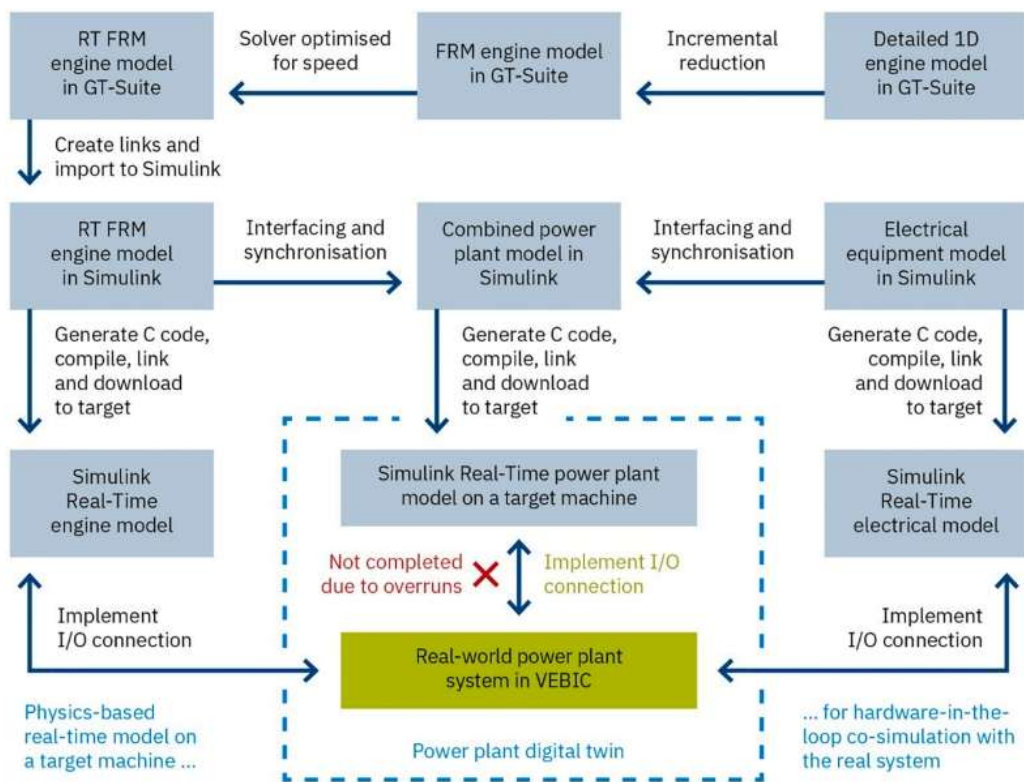 RT FRM
engine model
in GT-Suite
Solver optimised
for speed
FRM engine model
in GT-Suite
Incremental
reduction
Detailed 1D
engine model
in GT-Suite
Create links and
import to Simulink
RT FRM
engine model
in Simulink
Interfacing and
synchronisation
Combined power
plant model in
Simulink
Interfacing and
synchronisation
Electrical
equipment model
in Simulink
Generate C code,
compile, link
and download
to target
Generate C code,
compile, link
and download
to target
Generate C code,
compile, link
and download
to target
Simulink
Real-Time
engine model
Simulink Real-Time power plant
model on a target machine
Simulink
Real-Time
electrical model
Not completed
due to overruns
Implement I/O
connection
Implement
I/O connection
Real-world power plant
system in VEBIC
Implement
I/O connection
Physics-based
real-time model on
a target machine ...
Power plant digital twin
... for hardware-in-the-
loop co-simulation with
the real system